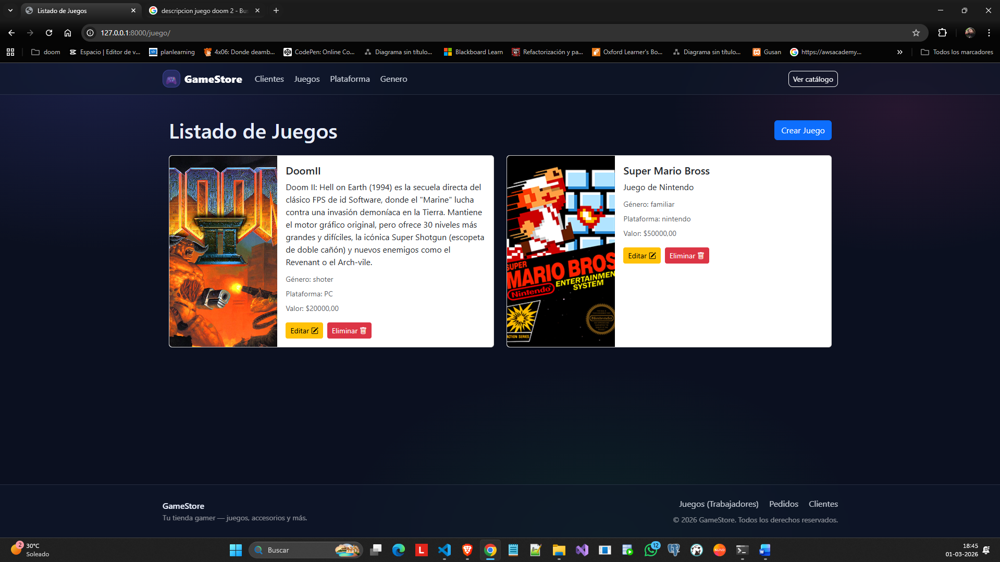 Listado de Juegos
descripcion juego doom 2 - Bus
127.0.0.1:8000/juego/
doom
Espacio | Editor de v...
planlearning
4x06: Donde deamb...
CodePen: Online Co...
Diagrama sin título...
Blackboard Learn
Refactorización y pa...
Oxford Learner's Bo...
Diagrama sin título...
Gusan
https://awsacademy...
Todos los marcadores
GameStore
Clientes
Juegos
Plataforma
Genero
Ver catálogo
Listado de Juegos
Crear Juego
DoomII
Doom II: Hell on Earth (1994) es la secuela directa del
clásico FPS de id Software, donde el "Marine" lucha
contra una invasión demoníaca en la Tierra. Mantiene
el motor gráfico original, pero ofrece 30 niveles más
grandes y difíciles, la icónica Super Shotgun (escopeta
de doble cañón) y nuevos enemigos como el
Revenant o el Arch-vile.
Género: shoter
Plataforma: PC
Valor: $20000,00
Editar
Eliminar
SUPER
MARIO BROS
ENTERTAINMEN
SYSTEM
Nintendo
ACTION SERIES
Nintendo
Super Mario Bross
Juego de Nintendo
Género: familiar
Plataforma: nintendo
Valor: $50000,00
Editar
Eliminar
GameStore
Tu tienda gamer — juegos, accesorios y más.
Juegos (Trabajadores)
Pedidos
Clientes
© 2026 GameStore. Todos los derechos reservados.
2
30°C
Soleado
Buscar
L
12
SUNO
W
18:45
01-03-2026